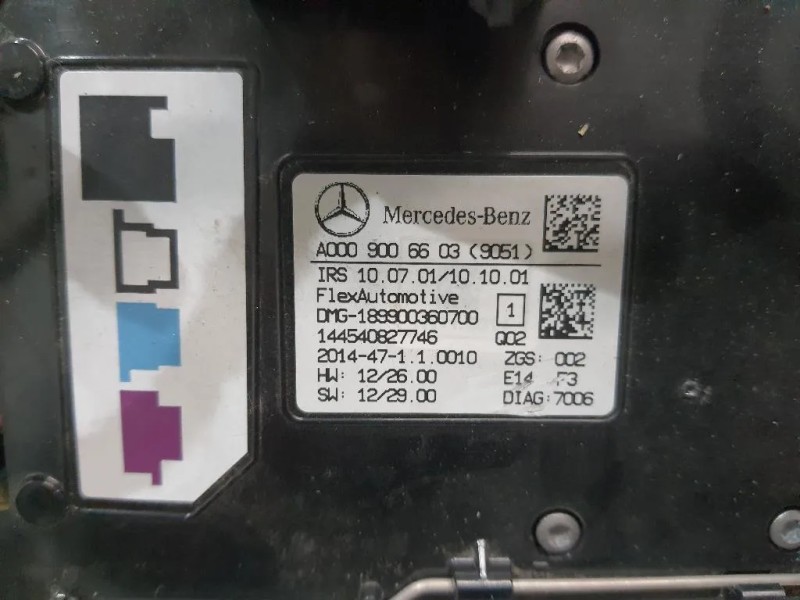 Mercedes-Benz
A000 900 66 03 (9051)
IRS 10.07.01/10.10.01
FlexAutomotive
DMG-189900360700
1
144540827746
Q02
2014-47-1.1.0010 ZGS: 002
HW: 12/26.00 E14 F3
SW: 12/29.00 DIAG:7006